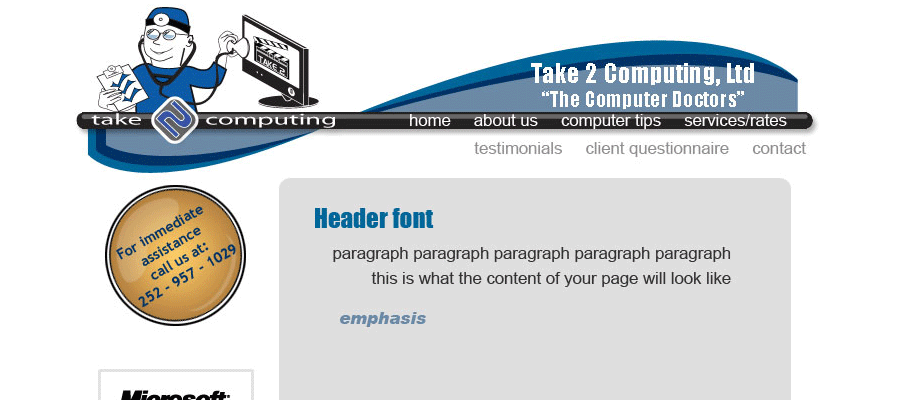 TAKE 2
Take 2 Computing, Ltd
“The Computer Doctors”
take 2 computing
home about us computer tips services/rates
testimonials client questionnaire contact
For immediate
assistance
call us at:
252 - 957 - 1029
Header font
paragraph paragraph paragraph paragraph paragraph
this is what the content of your page will look like
emphasis
Microsoft